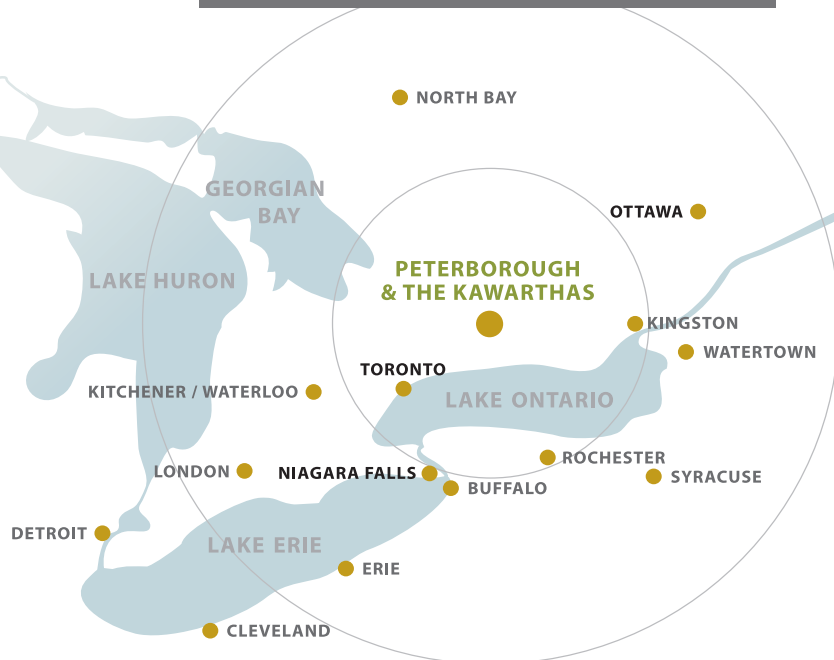 NORTH BAY
GEORGIAN
BAY
OTTAWA
LAKE HURON
PETERBOROUGH
& THE KAWARTHAS
KINGSTON
WATERTOWN
TORONTO
KITCHENER / WATERLOO
LAKE ONTARIO
LONDON
NIAGARA FALLS
ROCHESTER
BUFFALO
SYRACUSE
DETROIT
LAKE ERIE
ERIE
CLEVELAND